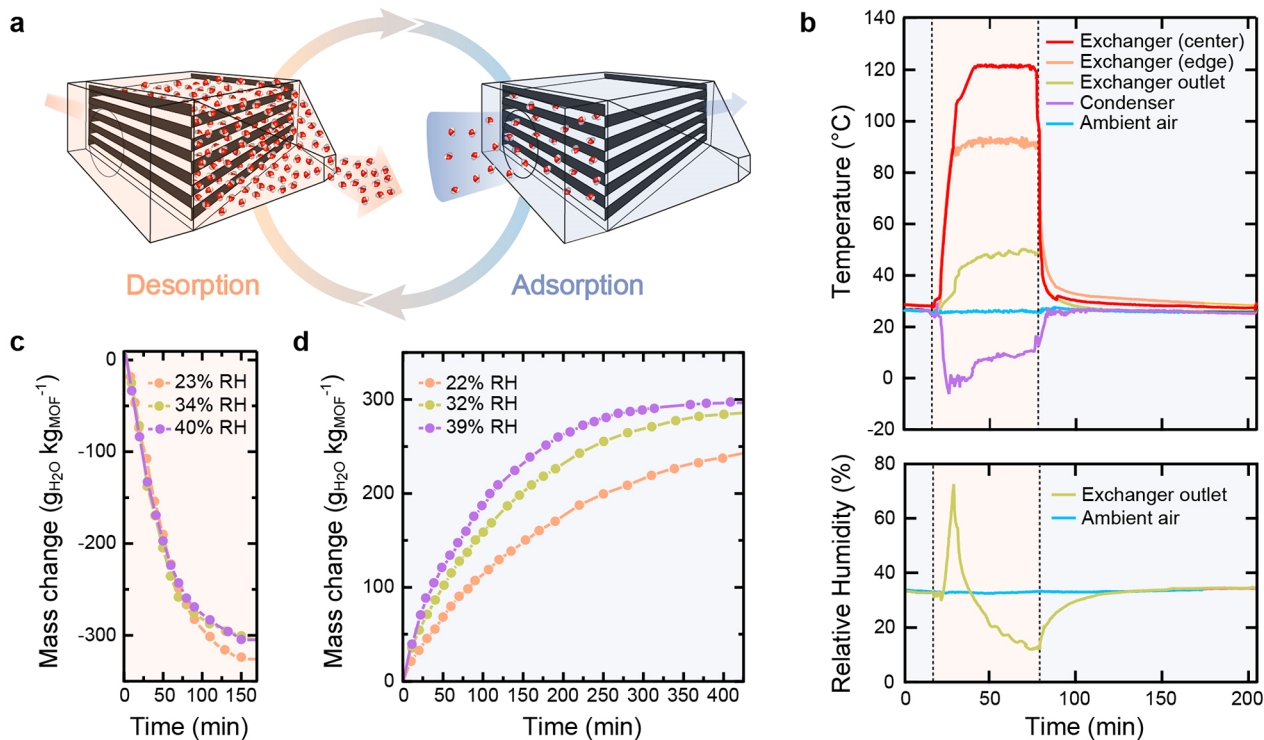 a
Desorption
Adsorption
b
Temperature (°C)
140
120
100
80
60
40
20
0
-20
Exchanger (center)
Exchanger (edge)
Exchanger outlet
Condenser
Ambient air
Relative Humidity (%)
80
60
40
20
0
Exchanger outlet
Ambient air
0 50 100 150 200
Time (min)
c
Mass change (gH₂O kgMOF⁻¹)
0
-100
-200
-300
23% RH
34% RH
40% RH
0 50 100 150
Time (min)
d
Mass change (gH₂O kgMOF⁻¹)
300
200
100
0
22% RH
32% RH
39% RH
0 50 100 150 200 250 300 350 400
Time (min)